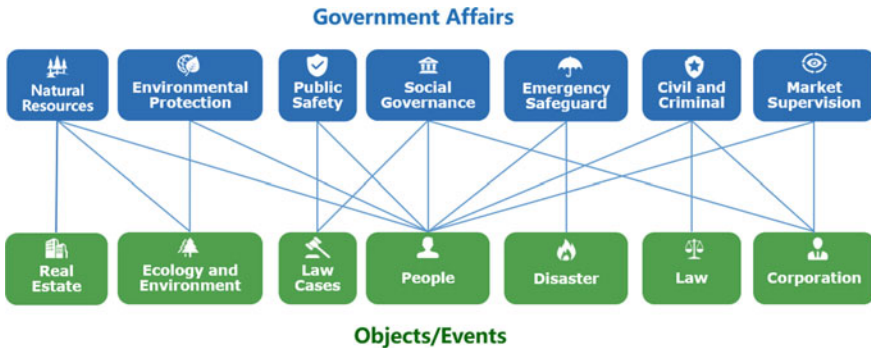 Government Affairs
Natural
Resources
Environmental
Protection
Public
Safety
Social
Governance
Emergency
Safeguard
Civil and
Criminal
Market
Supervision
Real
Estate
Ecology and
Environment
Law
Cases
People
Disaster
Law
Corporation
Objects/Events